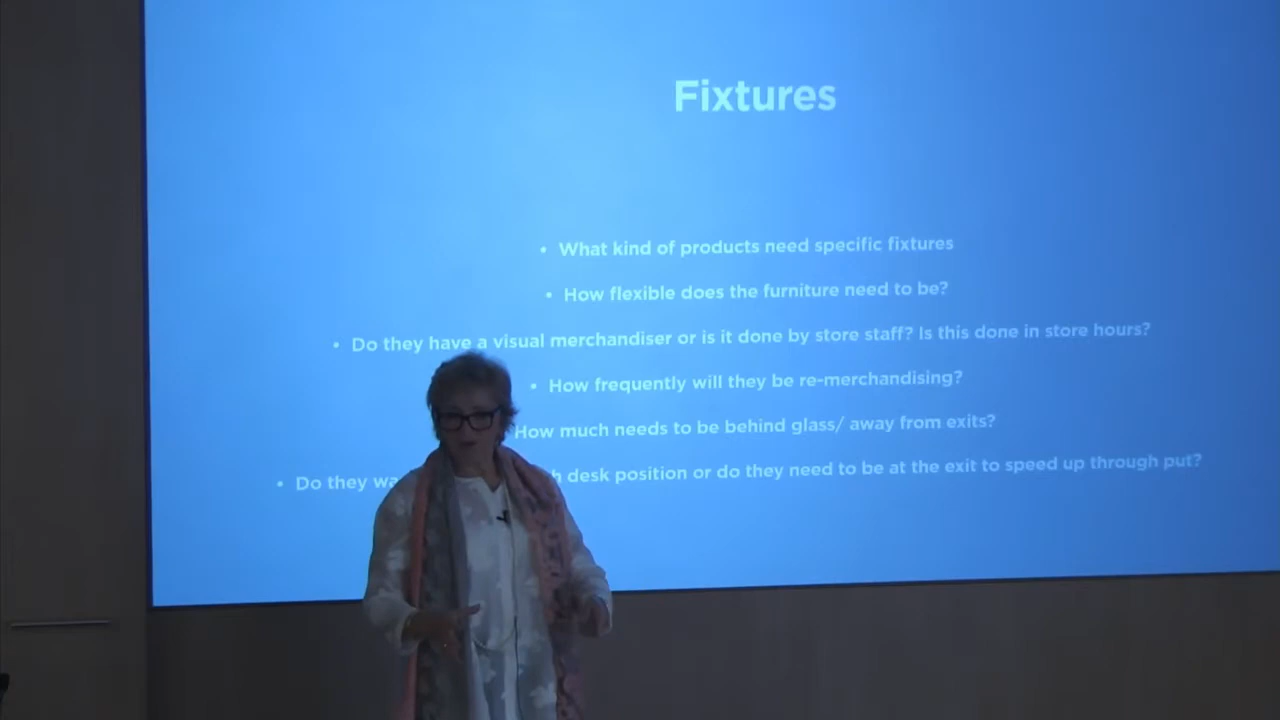 Fixtures
• What kind of products need specific fixtures
• How flexible does the furniture need to be?
• Do they have a visual merchandiser or is it done by store staff? Is this done in store hours?
• How frequently will they be re-merchandising?
How much needs to be behind glass/ away from exits?
• Do they desk position or do they need to be at the exit to speed up through put?